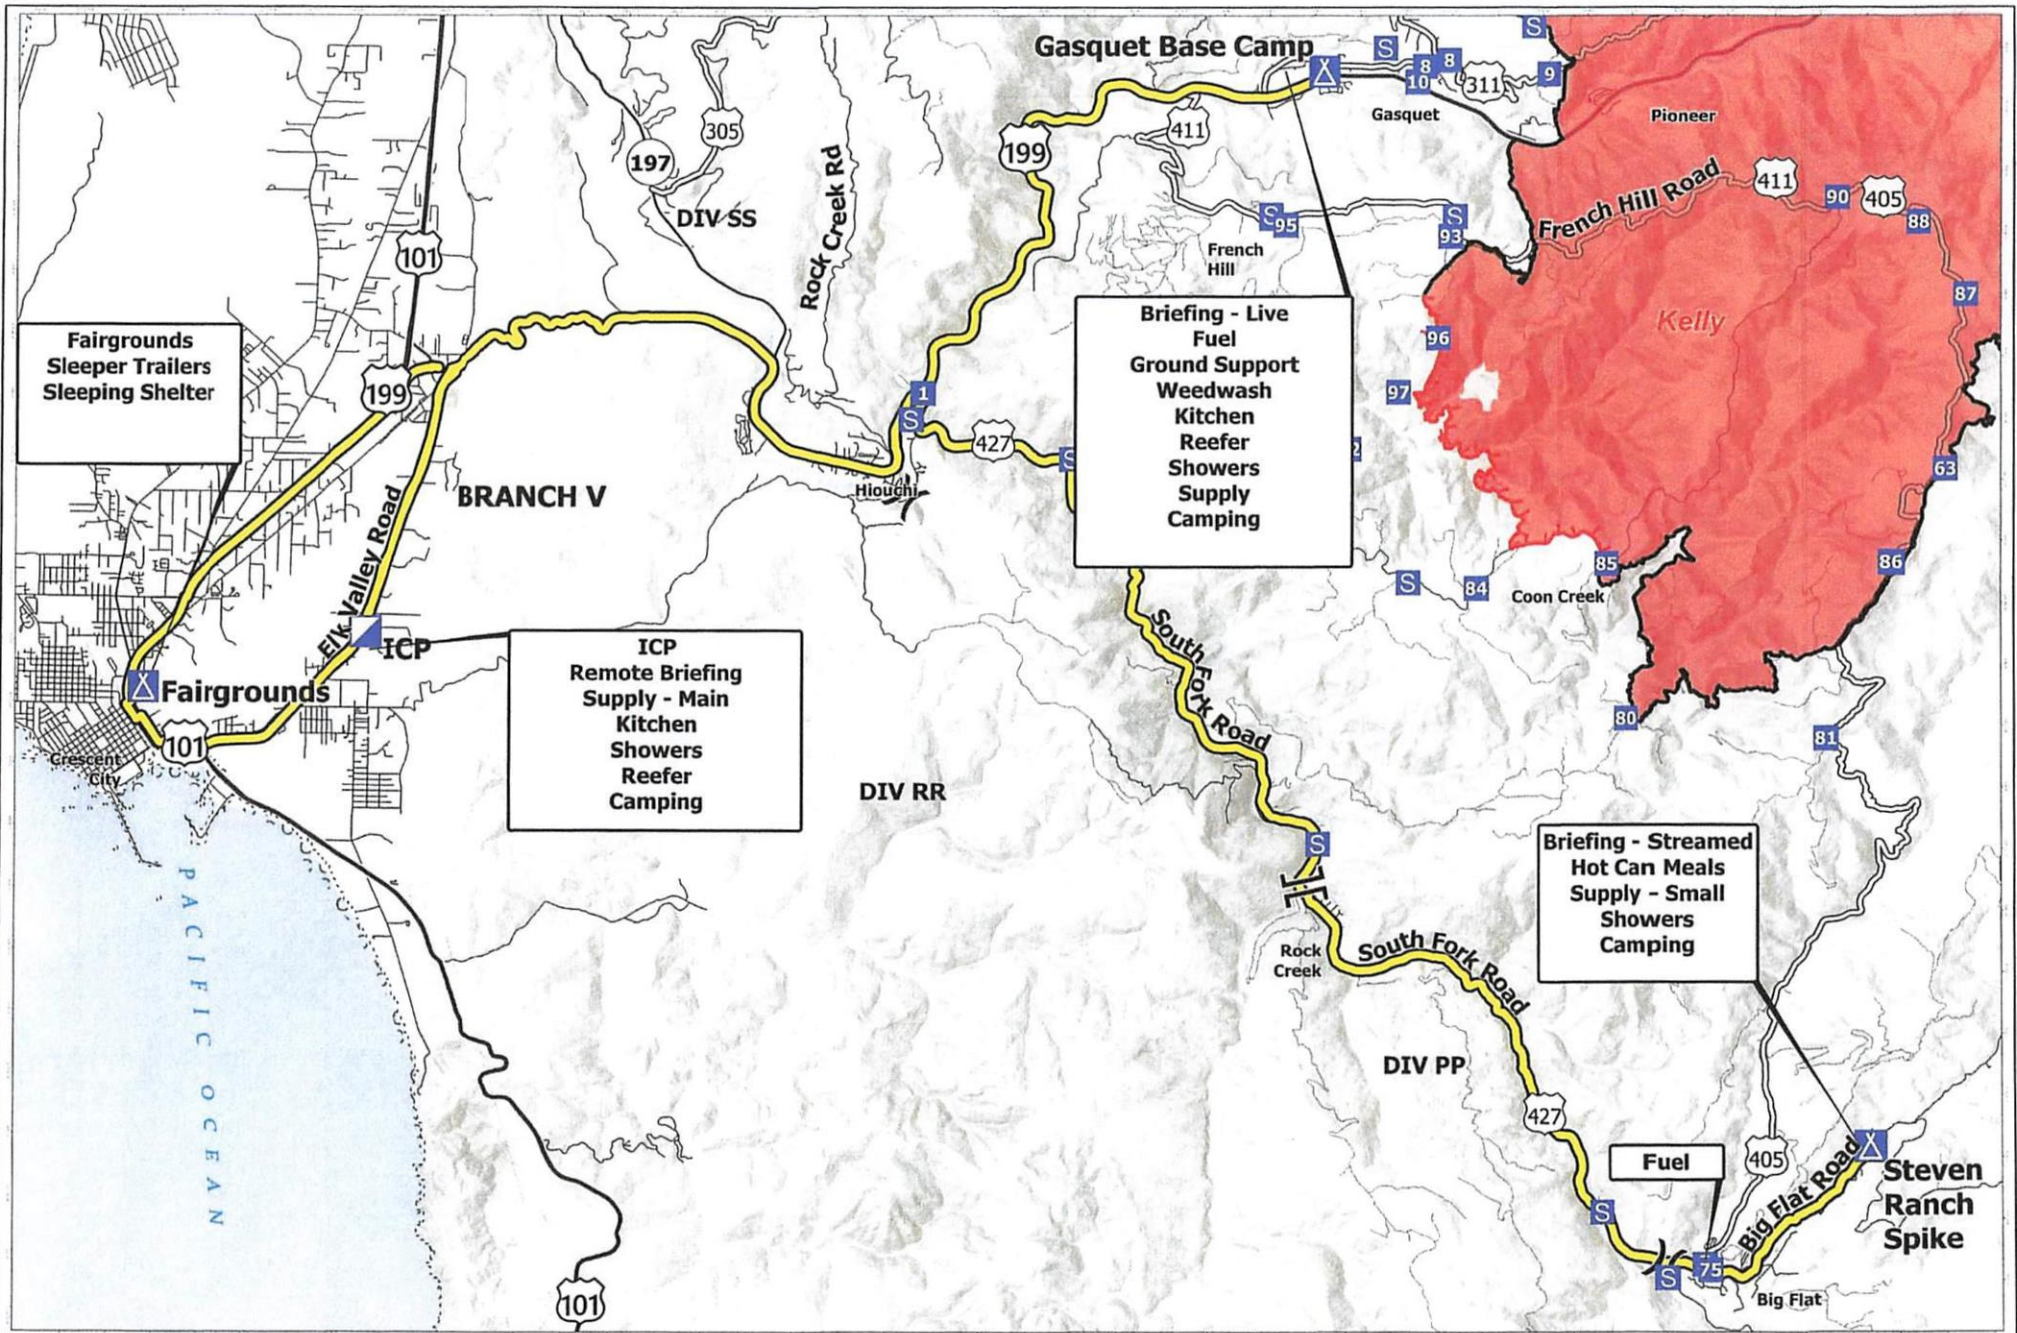 Gasquet Base Camp
S
S
8
8
10
311
9
Gasquet
Pioneer
305
197
411
199
Rock Creek Rd
DIV SS
101
French Hill Road
411
90
405
88
S
95
S
93
French
Hill
87
Kelly
Fairgrounds
Sleeper Trailers
Sleeping Shelter
Briefing - Live
Fuel
Ground Support
Weedwash
Kitchen
Reefer
Showers
Supply
Camping
96
97
199
1
S
427
S
2
63
Hiouchi
BRANCH V
Elk Valley Road
86
85
S
84
Coon Creek
ICP
ICP
Remote Briefing
Supply - Main
Kitchen
Showers
Reefer
Camping
South Fork Road
Fairgrounds
101
Crescent
City
80
81
DIV RR
S
Briefing - Streamed
Hot Can Meals
Supply - Small
Showers
Camping
PACIFIC OCEAN
Rock
Creek
South Fork Road
DIV PP
427
Fuel
405
Big Flat Road
Steven
Ranch
Spike
S
S
75
Big Flat
101